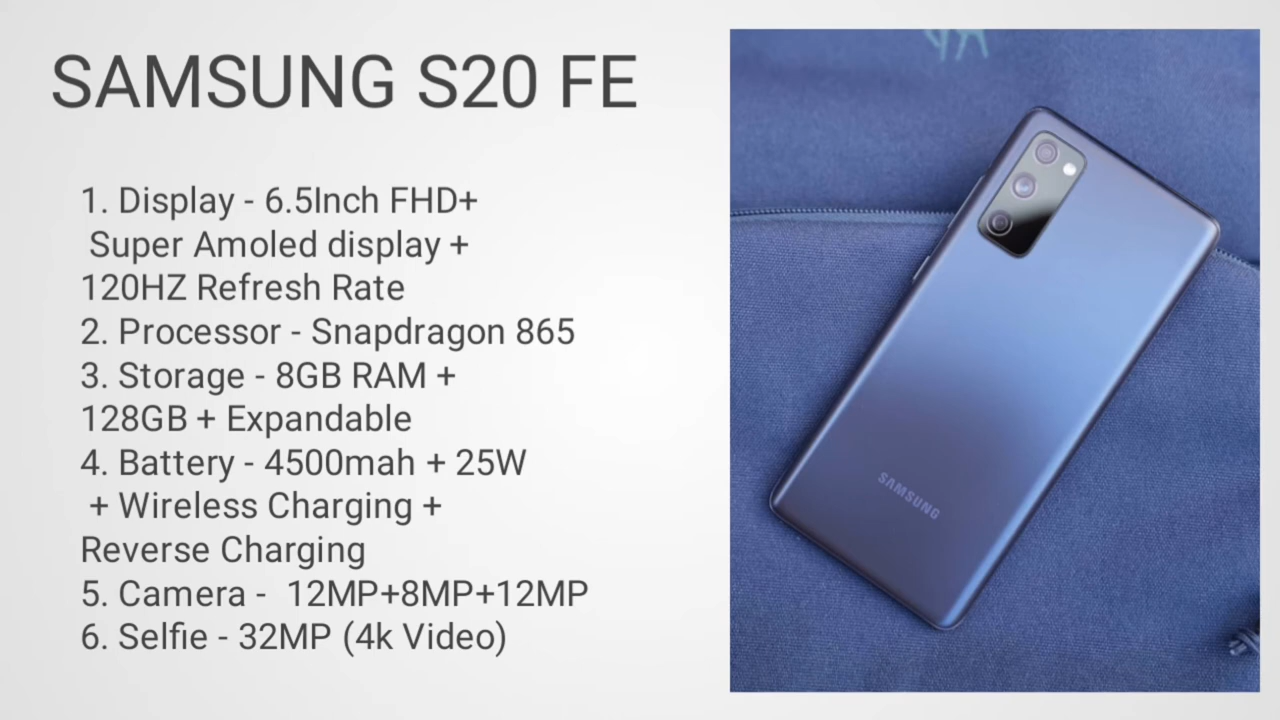 SAMSUNG S20 FE
1. Display - 6.5Inch FHD+
Super Amoled display +
120HZ Refresh Rate
2. Processor - Snapdragon 865
3. Storage - 8GB RAM +
128GB + Expandable
4. Battery - 4500mah + 25W
+ Wireless Charging +
Reverse Charging
5. Camera - 12MP+8MP+12MP
6. Selfie - 32MP (4k Video)
SAMSUNG